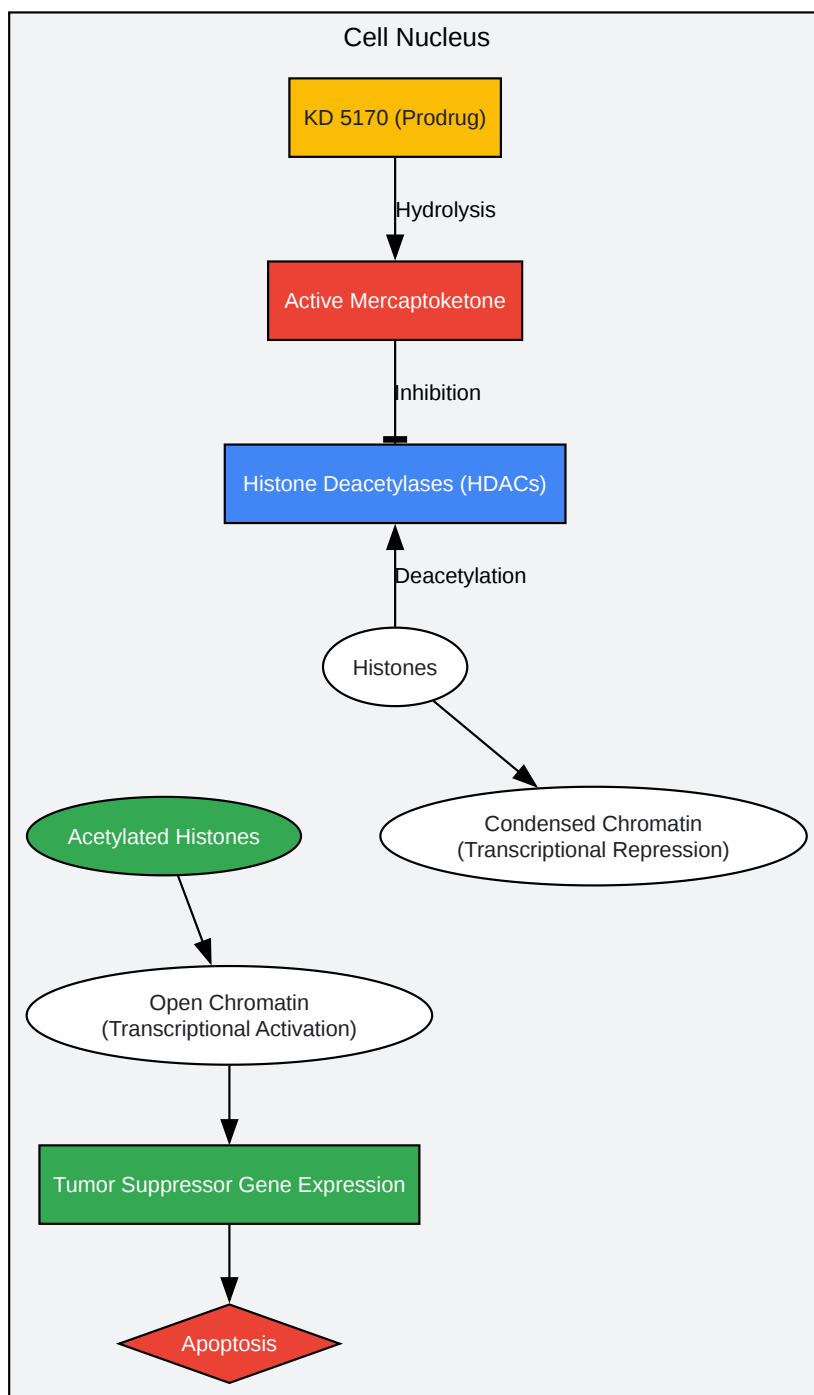 Cell Nucleus
KD 5170 (Prodrug)
Hydrolysis
Active Mercaptoketone
Inhibition
Histone Deacetylases (HDACs)
Deacetylation
Histones
Acetylated Histones
Condensed Chromatin
(Transcriptional Repression)
Open Chromatin
(Transcriptional Activation)
Tumor Suppressor Gene Expression
Apoptosis